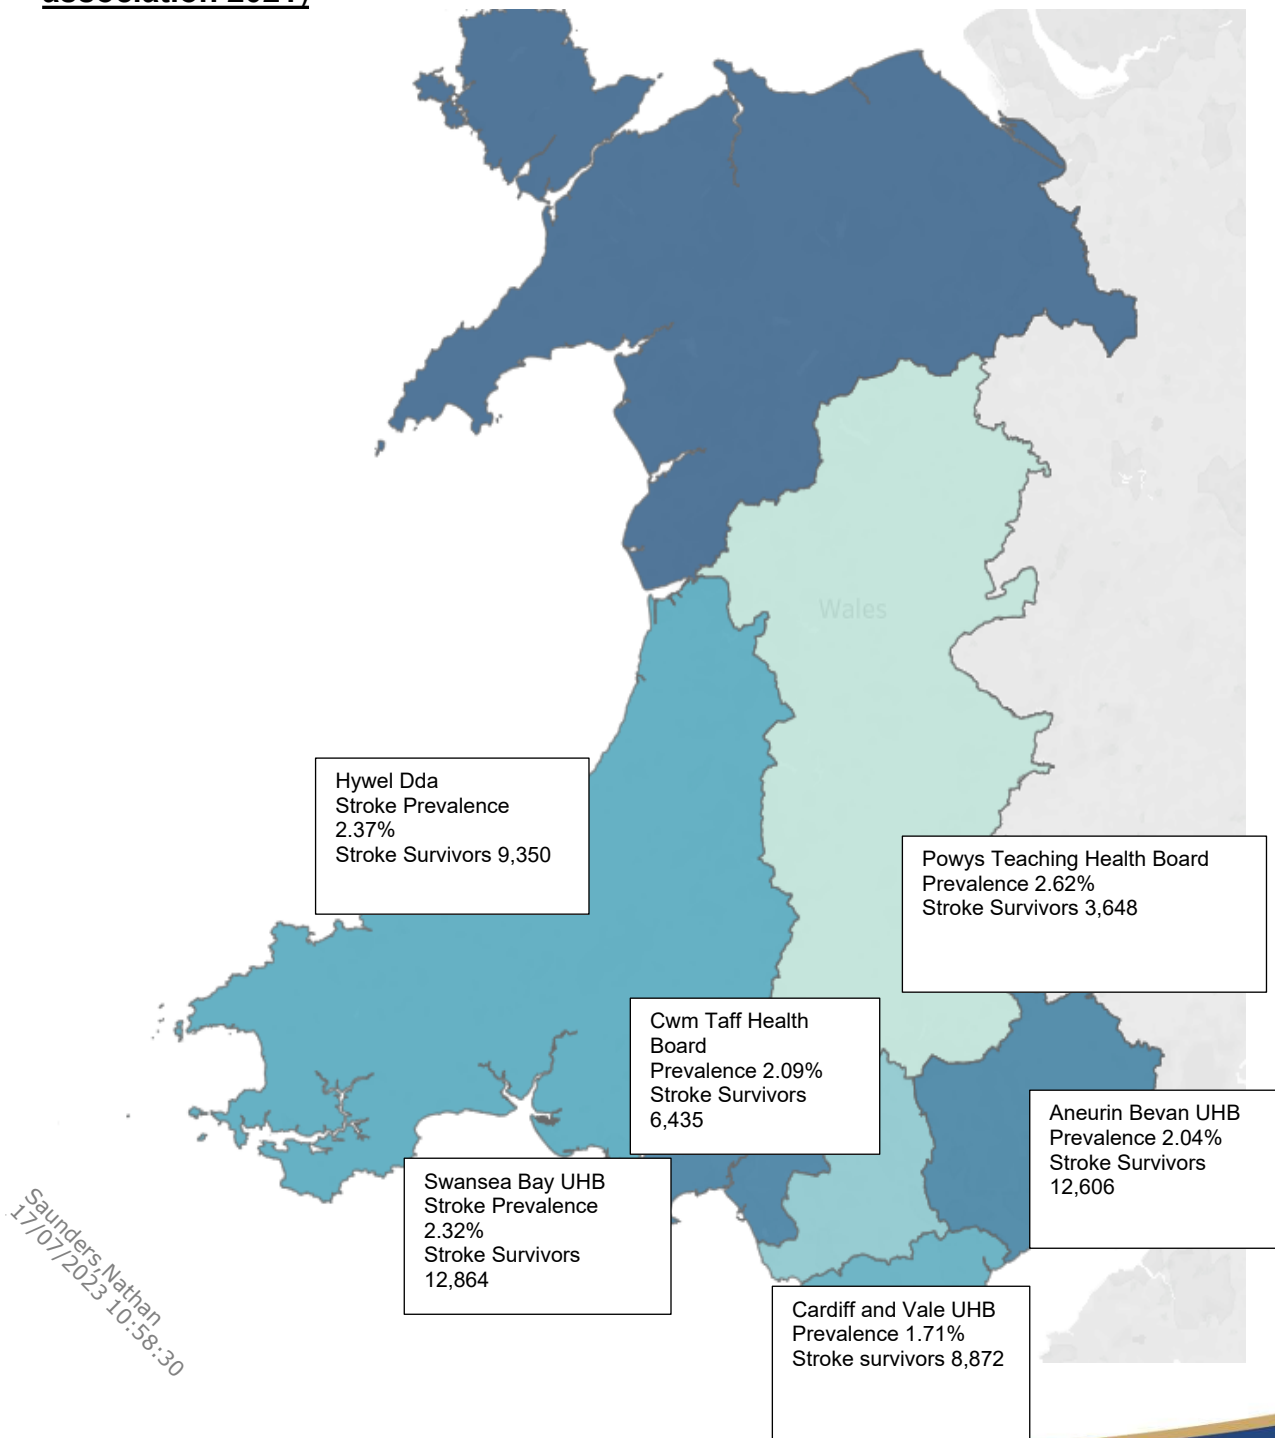 association 2021)
Wales
Hywel Dda
Stroke Prevalence
2.37%
Stroke Survivors 9,350
Powys Teaching Health Board
Prevalence 2.62%
Stroke Survivors 3,648
Cwm Taff Health
Board
Prevalence 2.09%
Stroke Survivors
6,435
Aneurin Bevan UHB
Prevalence 2.04%
Stroke Survivors
12,606
Swansea Bay UHB
Stroke Prevalence
2.32%
Stroke Survivors
12,864
Cardiff and Vale UHB
Prevalence 1.71%
Stroke survivors 8,872
Saunders,Nathan
17/07/2023 10:58:30